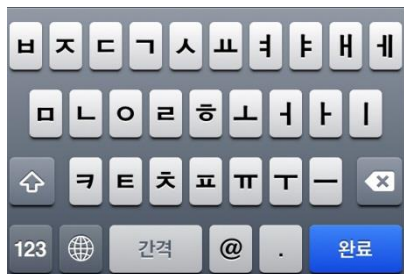 ㅂ ㅈ ㄷ ㄱ ㅅ ㅛ ㅕ ㅑ ㅐ ㅔ
ㅁ ㄴ ㅇ ㄹ ㅎ ㅗ ㅓ ㅏ ㅣ
ㅋ ㅌ ㅊ ㅍ ㅠ ㅜ ㅡ
123 간격 @ . 완료